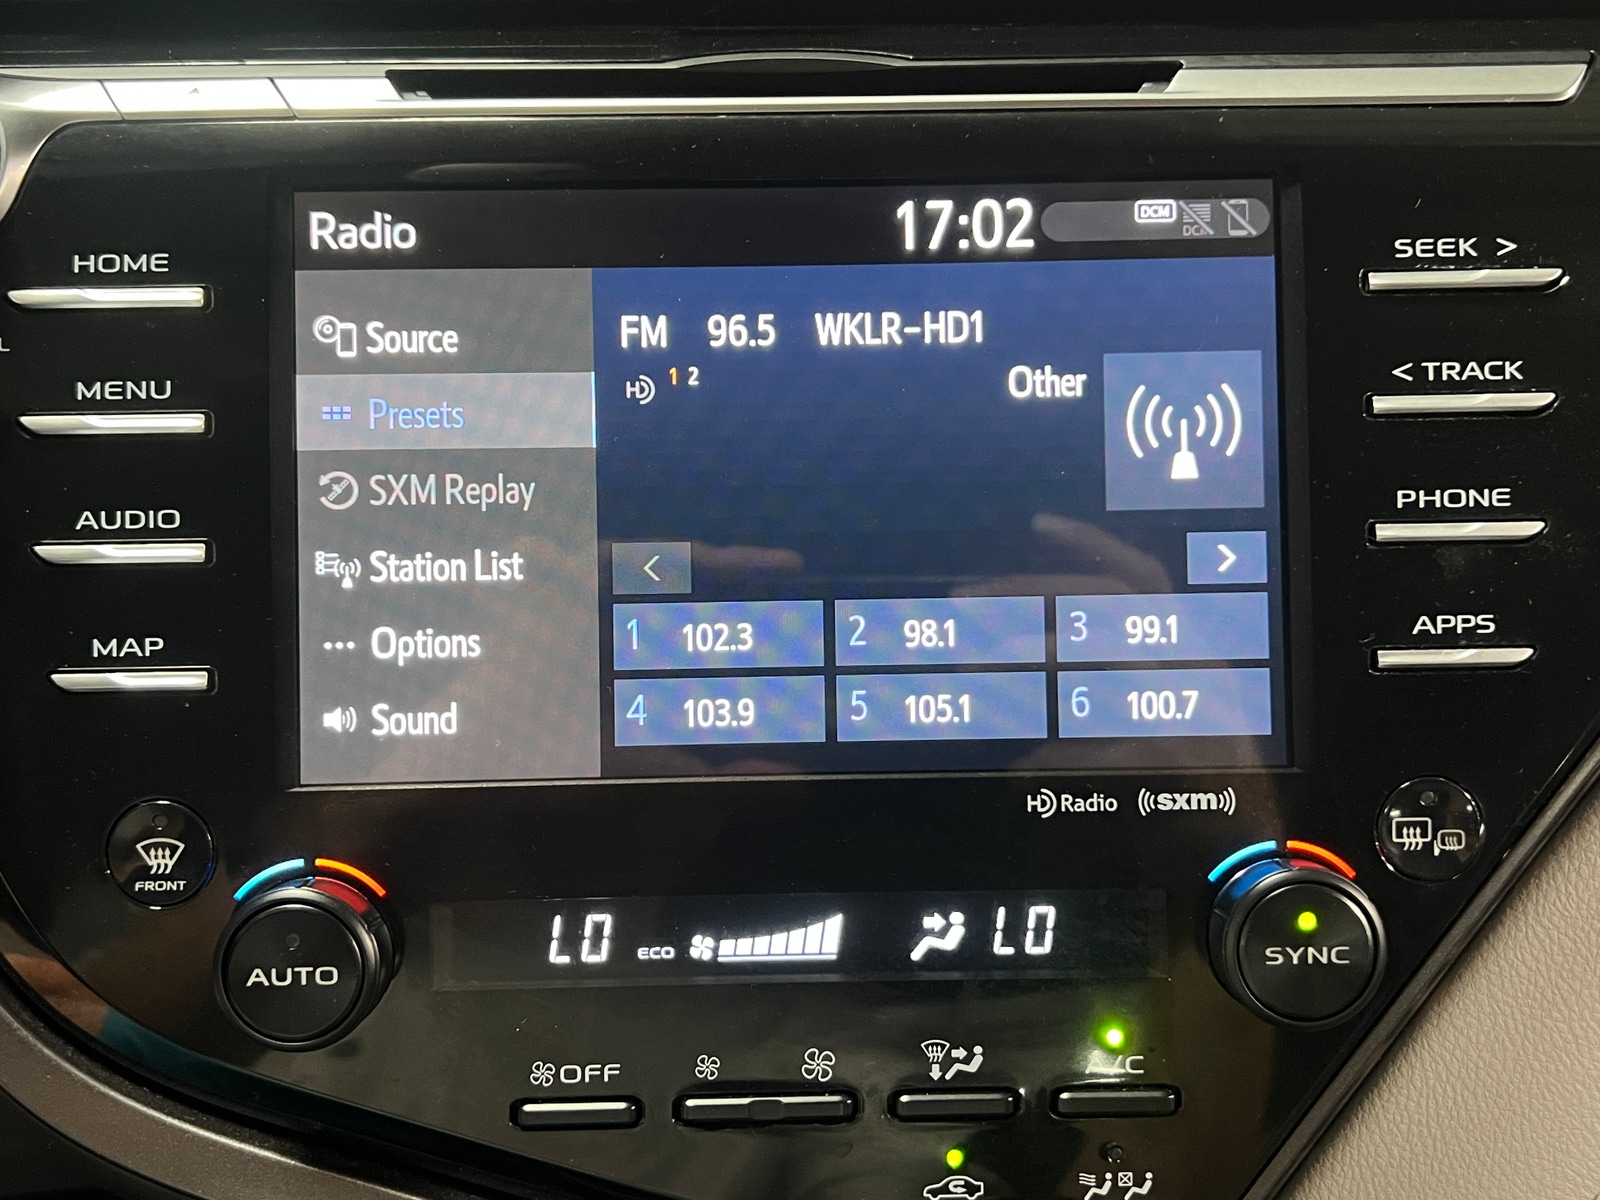 Radio 17:02 DCM
DCM
HOME
MENU
AUDIO
MAP
L
Source
Presets
SXM Replay
Station List
Options
Sound
FM 96.5 WKLR-HD1
HD 1 2
Other
<
>
1 102.3
2 98.1
3 99.1
4 103.9
5 105.1
6 100.7
SEEK >
< TRACK
PHONE
APPS
HD Radio
((sxm))
FRONT
AUTO
LO ECO
LO
SYNC
OFF
A/C